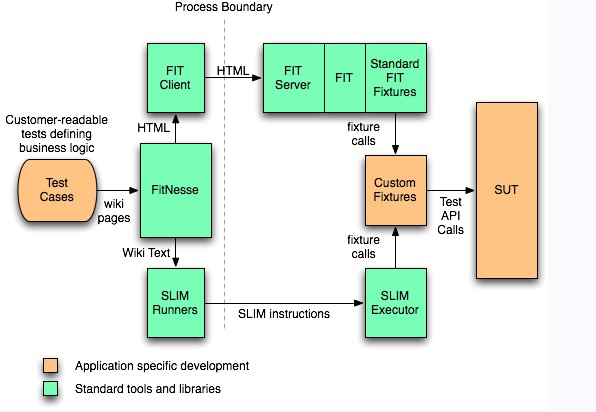 Process Boundary
FIT
Client
HTML
FIT
Server
FIT
Standard
FIT
Fixtures
Customer-readable
tests defining
business logic
HTML
fixture
calls
Test
Cases
wiki
pages
FitNesse
Custom
Fixtures
Test
API
Calls
SUT
Wiki Text
fixture
calls
SLIM
Runners
SLIM instructions
SLIM
Executor
Application specific development
Standard tools and libraries